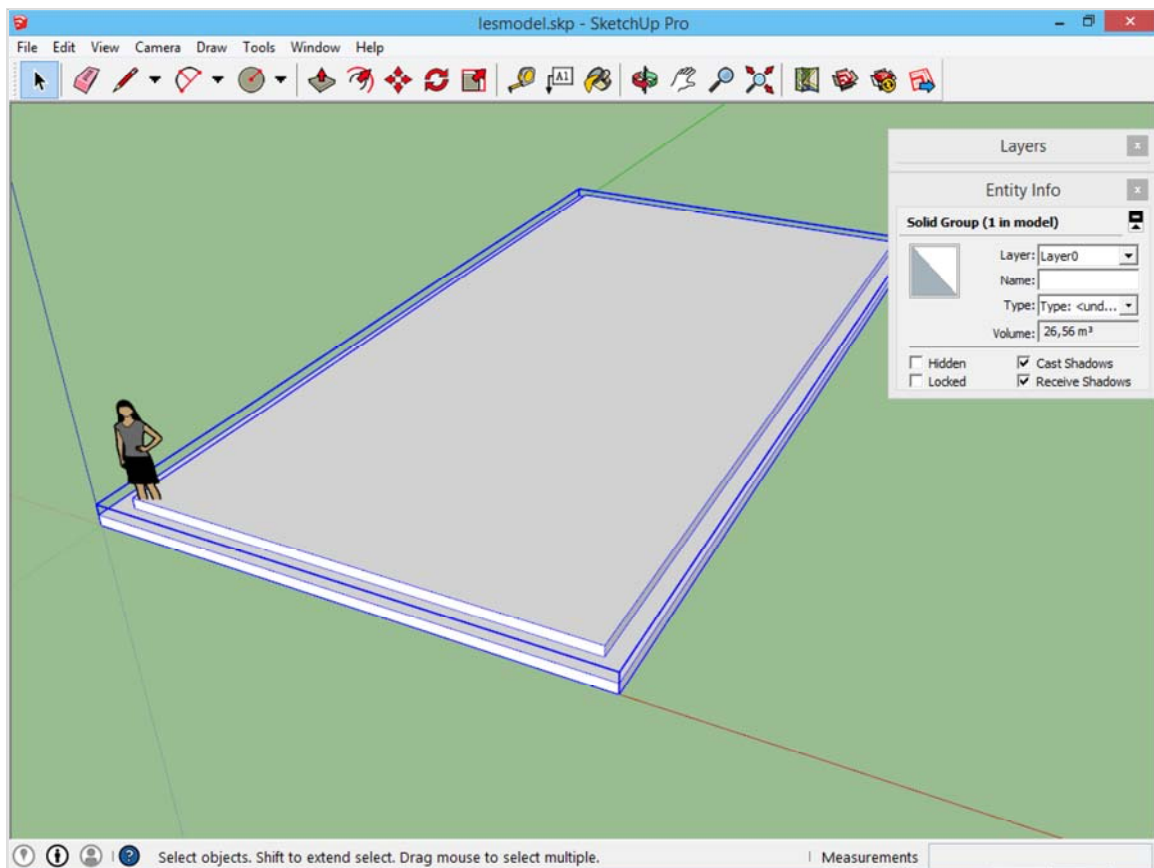 lesmodel.skp - SketchUp Pro
File Edit View Camera Draw Tools Window Help
A1
Layers
Entity Info
Solid Group (1 in model)
Layer: Layer0
Name:
Type: Type: <und...
Volume: 26,56 m³
Hidden Cast Shadows
Locked Receive Shadows
Select objects. Shift to extend select. Drag mouse to select multiple. Measurements